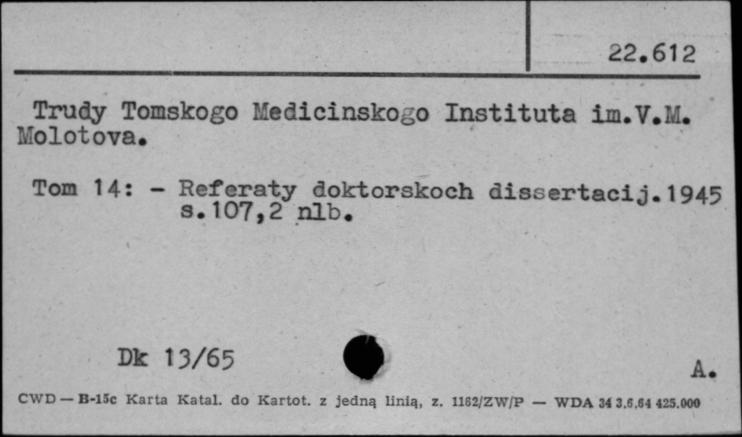 22.612
Trudy Tomskogo Medicinskogo Instituta im.V.M.
Molotova.
Tom 14: - Referaty doktorskoch dissertacij.1945
s.107,2 nlb.
Dk 13/65
A.
CWD — B-15c Karta Katal. do Kartot. z jedną linią, z. 1162/ZW/P — WDA 34 3.6.64 425.000